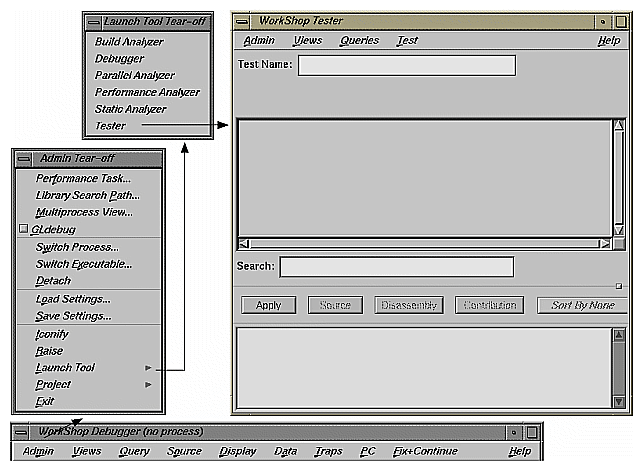 Launch Tool Tear-off
Build Analyzer
Debugger
Parallel Analyzer
Performance Analyzer
Static Analyzer
Tester
WorkShop Tester
Admin Views Queries Test Help
Test Name:
Search:
Apply Source Disassembly Contribution Sort By None
Admin Tear-off
Performance Task...
Library Search Path...
Multiprocess View...
GLdebug
Switch Process...
Switch Executable...
Detach
Load Settings...
Save Settings...
Iconify
Raise
Launch Tool
Project
Exit
WorkShop Debugger (no process)
Admin Views Query Source Display Data Traps PC Fix+Continue Help